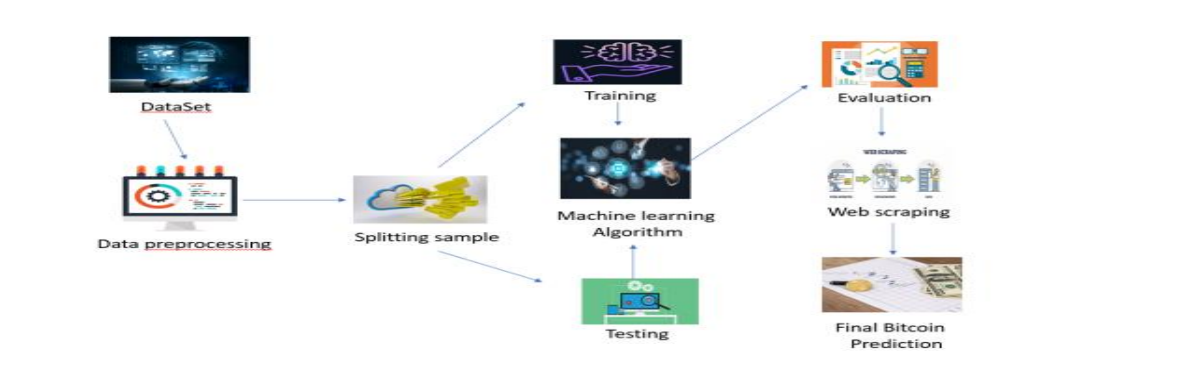 DataSet
Data preprocessing
Splitting sample
Training
Machine learning
Algorithm
Testing
Evaluation
WEB SCRAPING
Web scraping
Final Bitcoin
Prediction